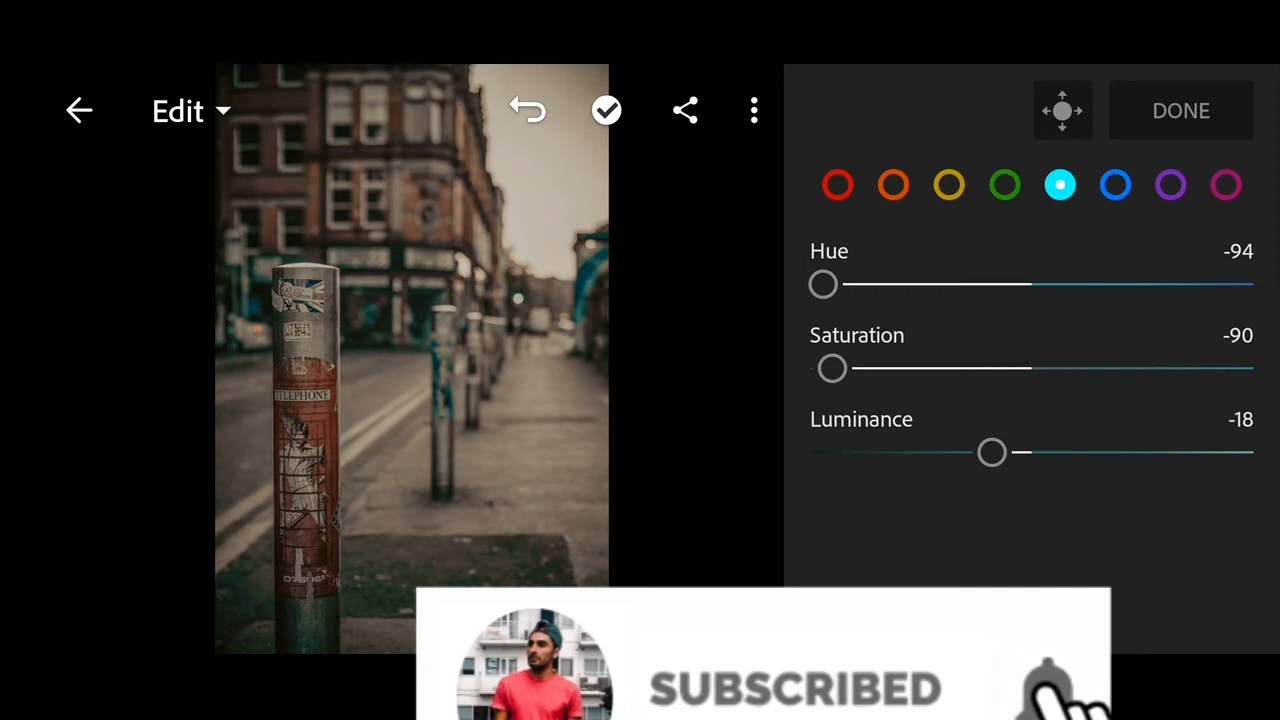 Edit
DONE
Hue -94
Saturation -90
Luminance -18
TELEPHONE
SUBSCRIBED